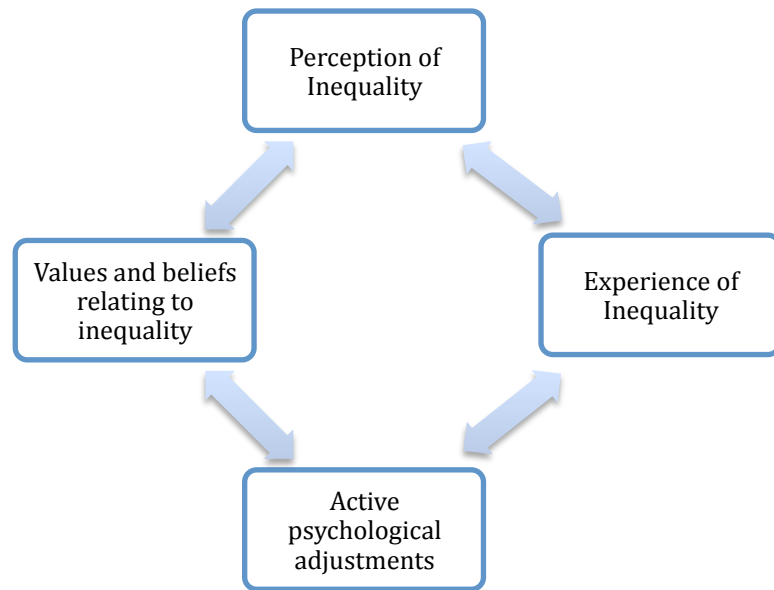 Perception of
Inequality
Values and beliefs
relating to
inequality
Experience of
Inequality
Active
psychological
adjustments